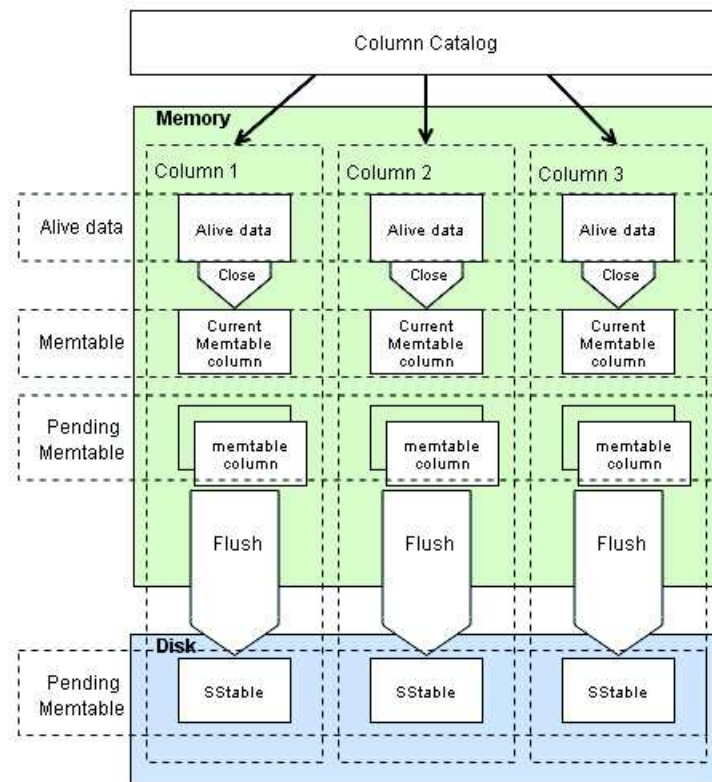 Column Catalog
Memory
Column 1
Column 2
Column 3
Alive data
Alive data
Alive data
Alive data
Close
Close
Close
Memtable
Current
Memtable
column
Current
Memtable
column
Current
Memtable
column
Pending
Memtable
memtable
column
memtable
column
memtable
column
Flush
Flush
Flush
Disk
Pending
Memtable
SStable
SStable
SStable